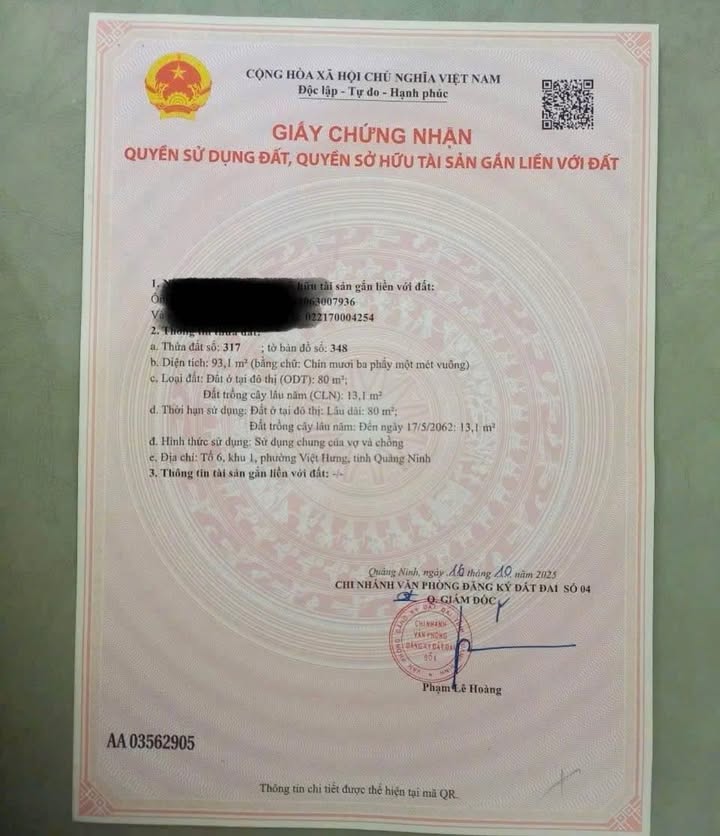 CỘNG HÒA XÃ HỘI CHỦ NGHĨA VIỆT NAM
Độc lập - Tự do - Hạnh phúc
GIẤY CHỨNG NHẬN
QUYỀN SỬ DỤNG ĐẤT, QUYỀN SỞ HỮU TÀI SẢN GẮN LIỀN VỚI ĐẤT
1. hữu tài sản gắn liền với đất:
063007936
022170004254
2. Thông tin thửa đất:
a. Thửa đất số: 317 ; tờ bản đồ số: 348
b. Diện tích: 93,1 m² (bằng chữ: Chín mươi ba phẩy một mét vuông)
c. Loại đất: Đất ở tại đô thị (ODT): 80 m²;
Đất trồng cây lâu năm (CLN): 13,1 m²
d. Thời hạn sử dụng: Đất ở tại đô thị: Lâu dài: 80 m²;
Đất trồng cây lâu năm: Đến ngày 17/5/2062: 13,1 m²
đ. Hình thức sử dụng: Sử dụng chung của vợ và chồng
e. Địa chỉ: Tổ 6, khu 1, phường Việt Hưng, tỉnh Quảng Ninh
3. Thông tin tài sản gắn liền với đất: -/-
Quảng Ninh, ngày 16 tháng 10 năm 2025
CHI NHÁNH VĂN PHÒNG ĐĂNG KÝ ĐẤT ĐAI SỐ 04
Q. GIÁM ĐỐC
CHI NHÁNH
VĂN PHÒNG
ĐĂNG KÝ ĐẤT ĐAI
Phạm Lê Hoàng
AA 03562905
Thông tin chi tiết được thể hiện tại mã QR.